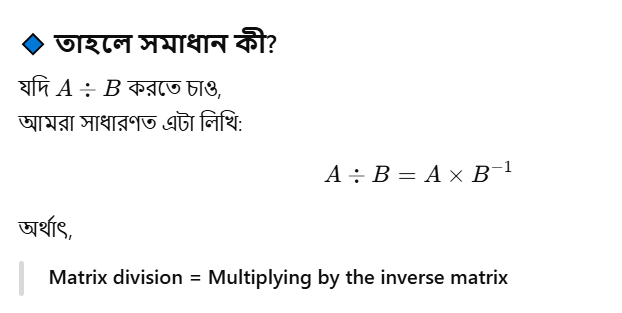 তাহলে সমাধান কী?
যদি A ÷ B করতে চাও,
আমরা সাধারণত এটা লিখি:
A ÷ B = A × B⁻¹
অর্থাৎ,
Matrix division = Multiplying by the inverse matrix